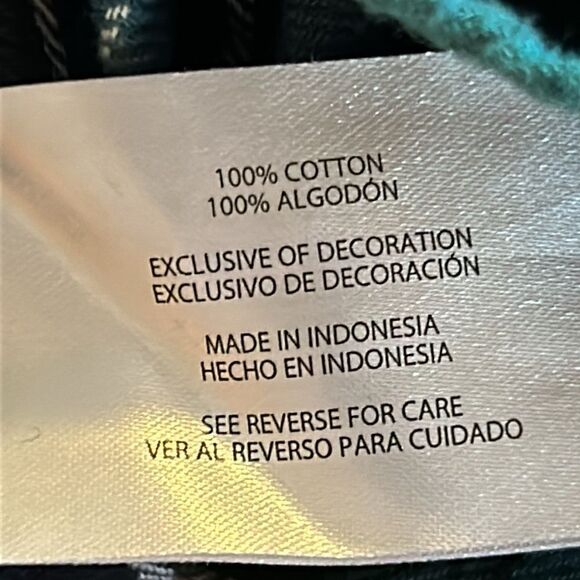 100% COTTON
100% ALGODÓN
EXCLUSIVE OF DECORATION
EXCLUSIVO DE DECORACIÓN
MADE IN INDONESIA
HECHO EN INDONESIA
SEE REVERSE FOR CARE
VER AL REVERSO PARA CUIDADO